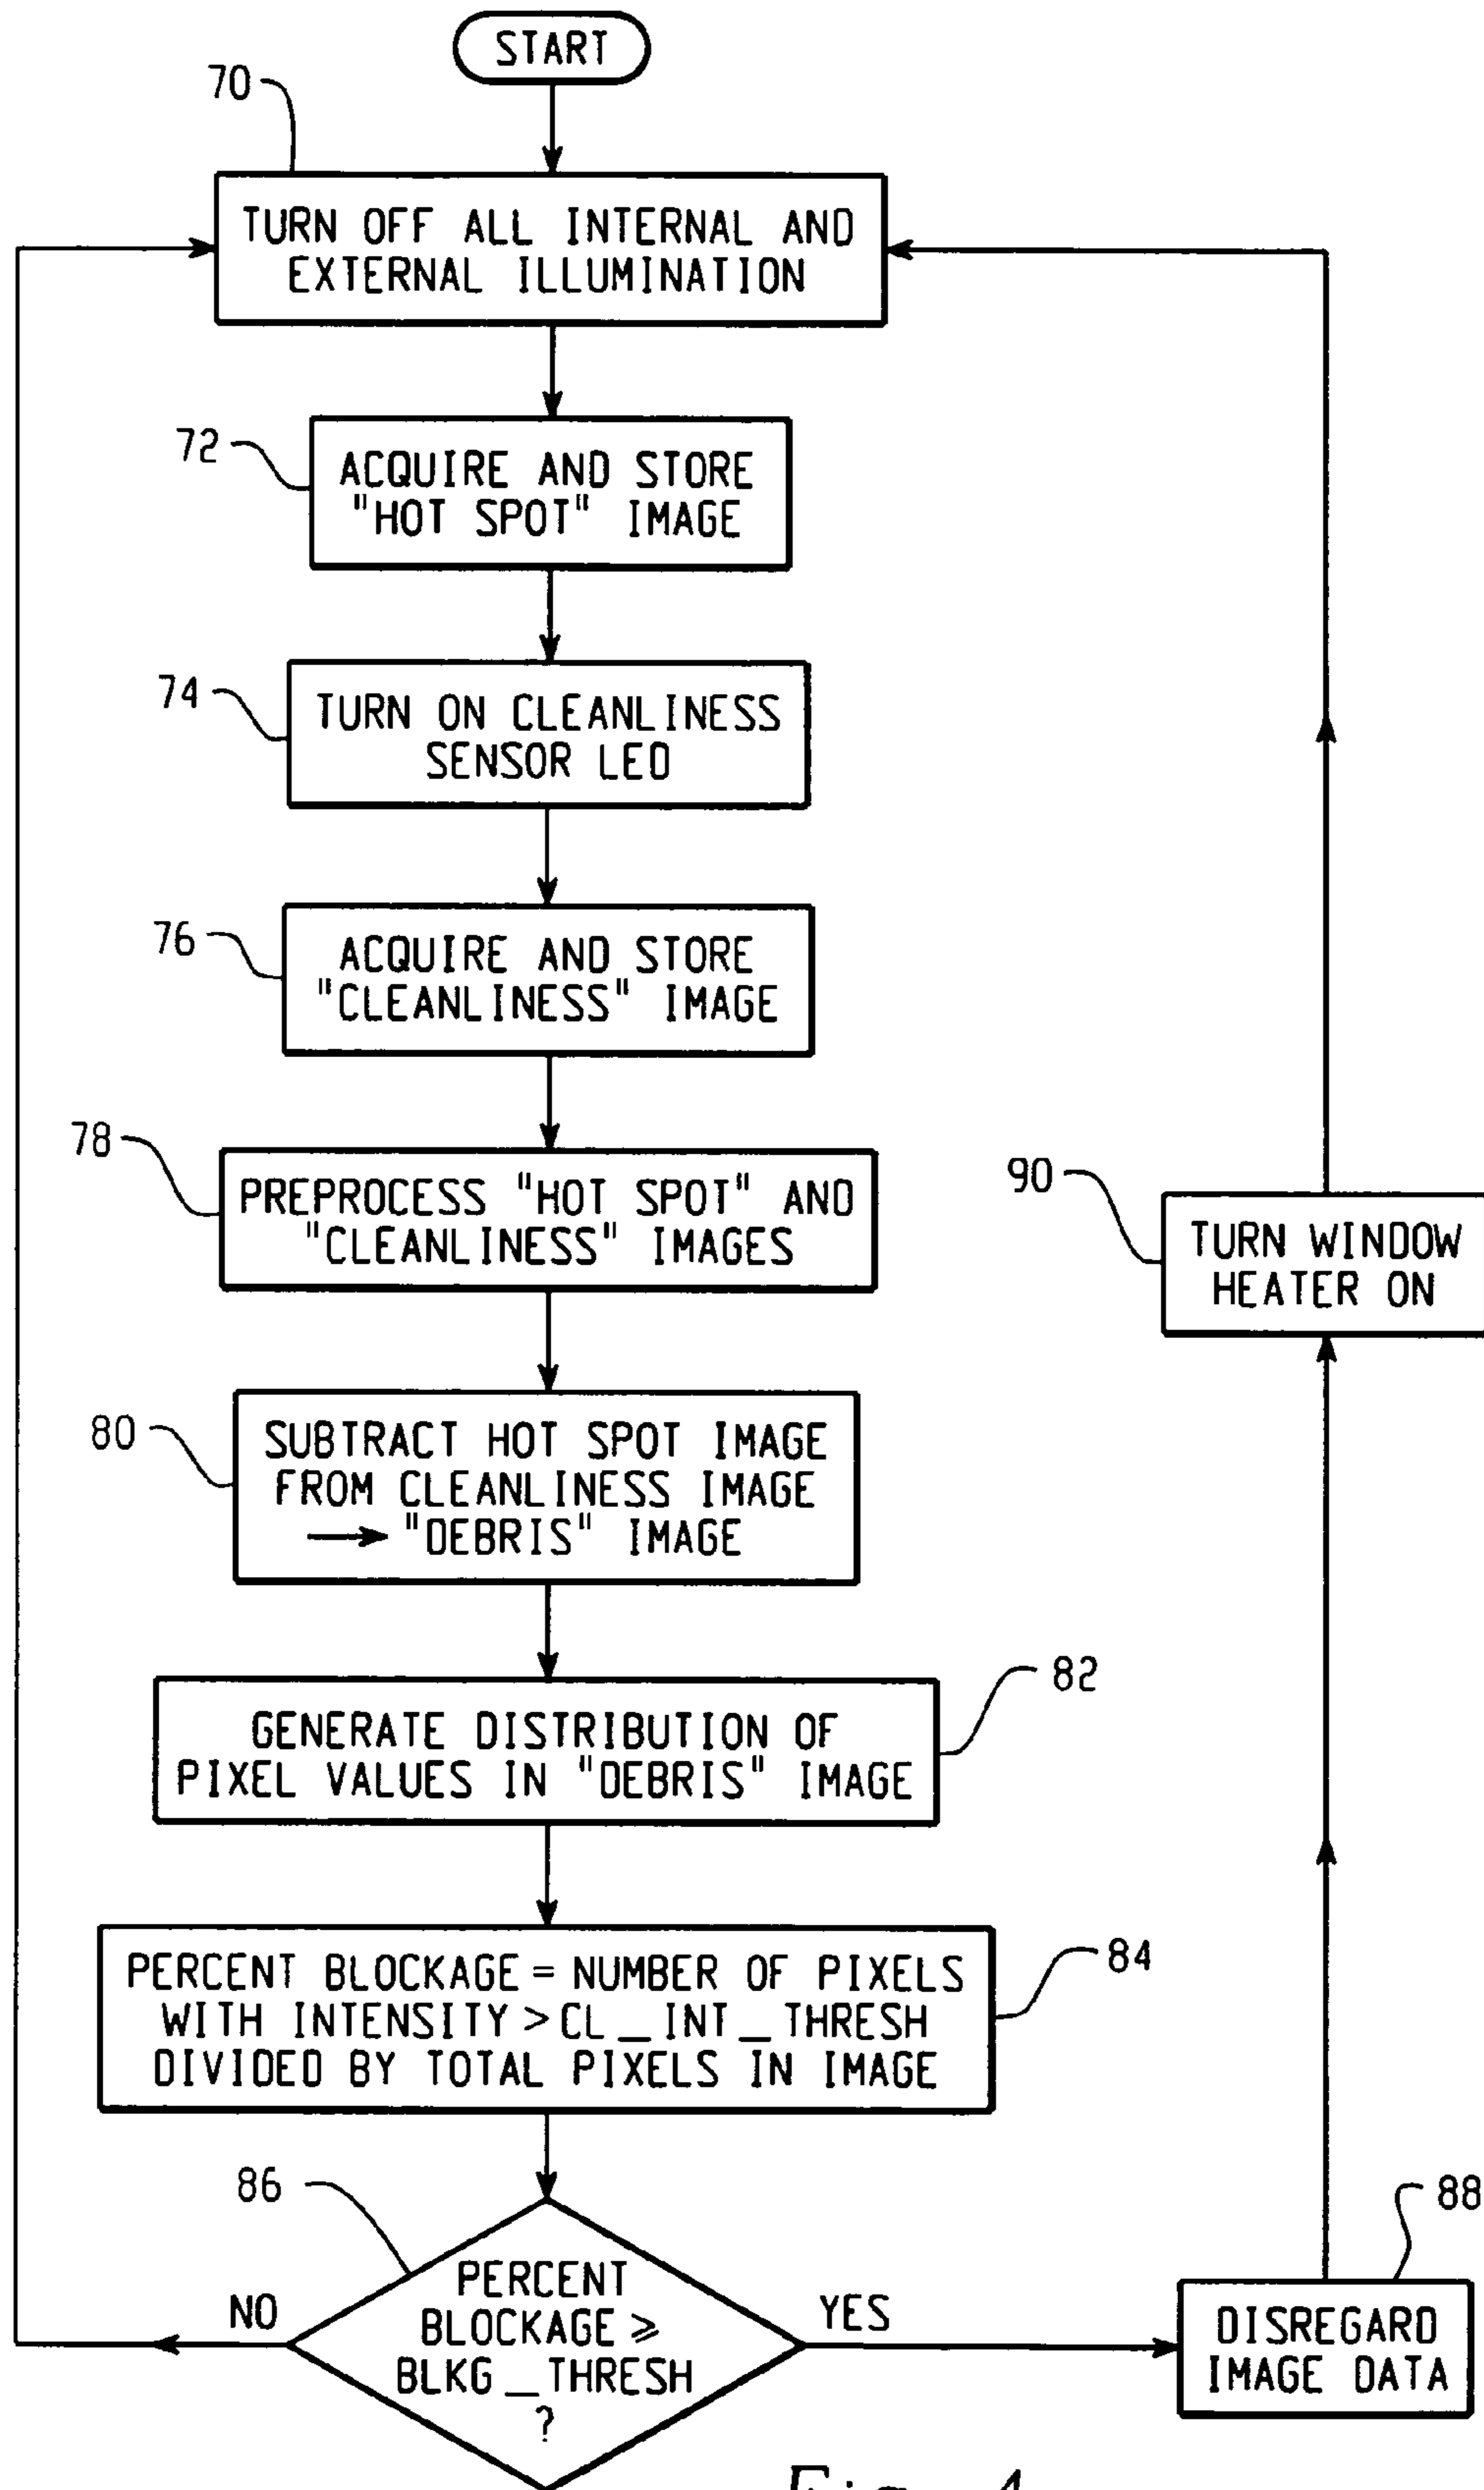 START
70
TURN OFF ALL INTERNAL AND
EXTERNAL ILLUMINATION
72
ACQUIRE AND STORE
"HOT SPOT" IMAGE
74
TURN ON CLEANLINESS
SENSOR LED
76
ACQUIRE AND STORE
"CLEANLINESS" IMAGE
78
PREPROCESS "HOT SPOT" AND
"CLEANLINESS" IMAGES
90
TURN WINDOW
HEATER ON
80
SUBTRACT HOT SPOT IMAGE
FROM CLEANLINESS IMAGE
→ "DEBRIS" IMAGE
82
GENERATE DISTRIBUTION OF
PIXEL VALUES IN "DEBRIS" IMAGE
84
PERCENT BLOCKAGE = NUMBER OF PIXELS
WITH INTENSITY > CL_INT_THRESH
DIVIDED BY TOTAL PIXELS IN IMAGE
86
PERCENT
BLOCKAGE ⩾
BLKG_THRESH
?
NO
YES
88
DISREGARD
IMAGE DATA